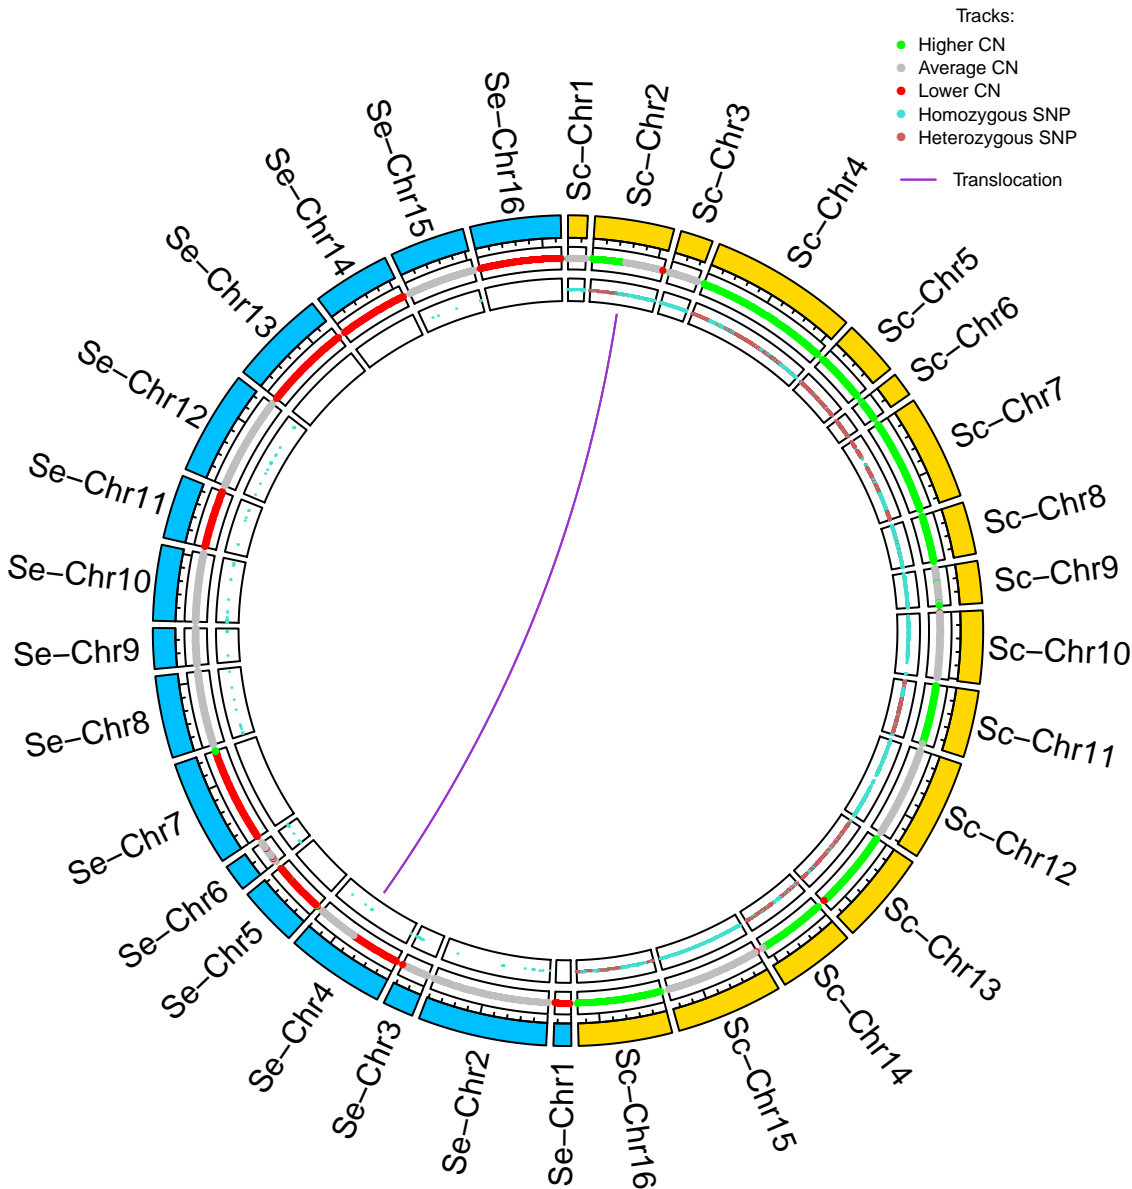 Tracks:
Higher CN
Average CN
Lower CN
Homozygous SNP
Heterozygous SNP
Translocation
Sc−Chr1
Sc−Chr2
Sc−Chr3
Sc−Chr4
Sc−Chr5
Sc−Chr6
Sc−Chr7
Sc−Chr8
Sc−Chr9
Sc−Chr10
Sc−Chr11
Sc−Chr12
Sc−Chr13
Sc−Chr14
Sc−Chr15
Sc−Chr16
Se−Chr1
Se−Chr2
Se−Chr3
Se−Chr4
Se−Chr5
Se−Chr6
Se−Chr7
Se−Chr8
Se−Chr9
Se−Chr10
Se−Chr11
Se−Chr12
Se−Chr13
Se−Chr14
Se−Chr15
Se−Chr16